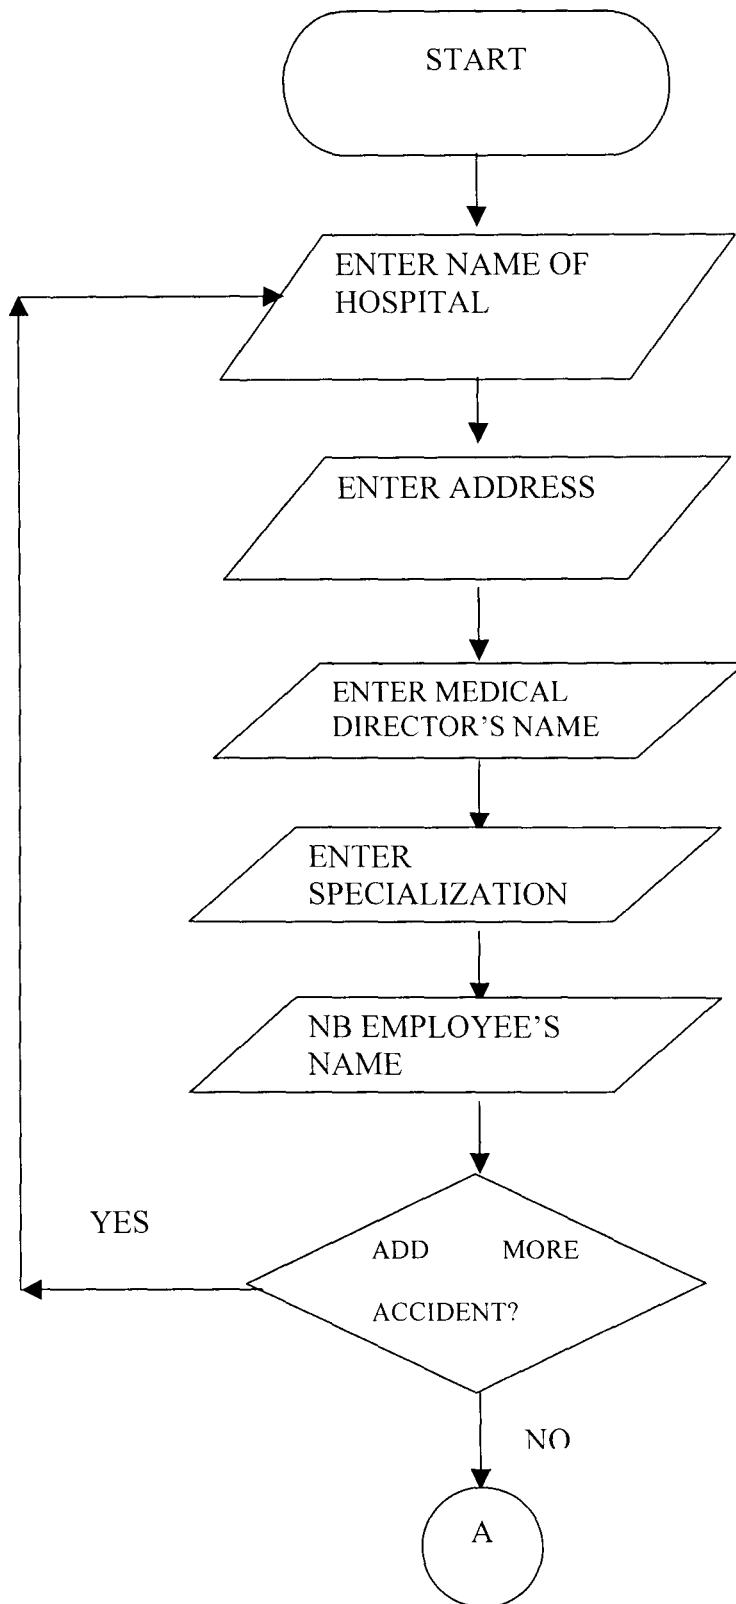 START
ENTER NAME OF
HOSPITAL
ENTER ADDRESS
ENTER MEDICAL
DIRECTOR'S NAME
ENTER
SPECIALIZATION
NB EMPLOYEE'S
NAME
YES
ADD MORE
ACCIDENT?
NO
A